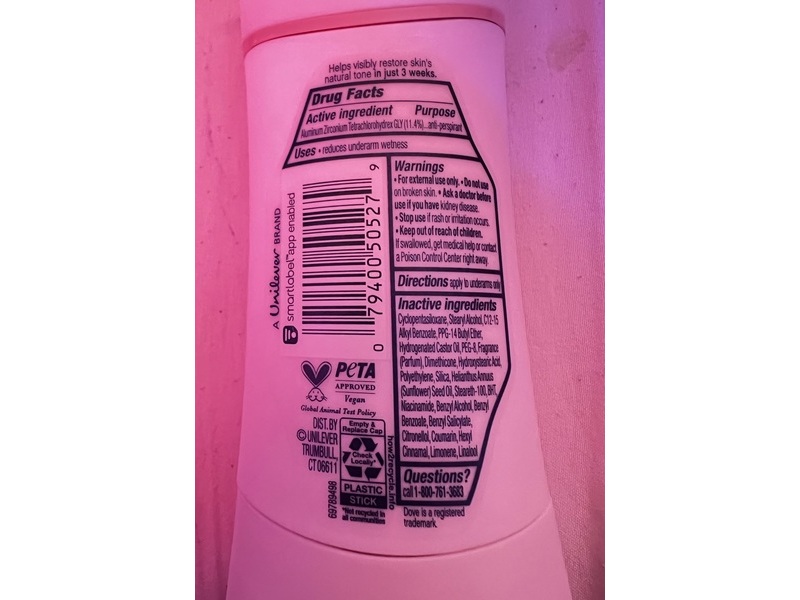 Helps visibly restore skin's
natural tone in just 3 weeks.
Drug Facts
Active ingredient Purpose
Aluminum Zirconium Tetrachlorohydrex GLY (11.4%)...anti-perspirant
Uses • reduces underarm wetness
Warnings
• For external use only. • Do not use
on broken skin. • Ask a doctor before
use if you have kidney disease.
• Stop use if rash or irritation occurs.
• Keep out of reach of children.
If swallowed, get medical help or contact
a Poison Control Center right away.
Directions apply to underarms only
Inactive ingredients
Cyclopentasiloxane, Stearyl Alcohol, C12-15
Alkyl Benzoate, PPG-14 Butyl Ether,
Hydrogenated Castor Oil, PEG-8, Fragrance
(Parfum), Dimethicone, Hydroxystearic Acid,
Polyethylene, Silica, Helianthus Annuus
(Sunflower) Seed Oil, Steareth-100, BHT,
Niacinamide, Benzyl Alcohol, Benzyl
Benzoate, Benzyl Salicylate,
Citronellol, Coumarin, Hexyl
Cinnamal, Limonene, Linalool
Questions?
call 1-800-761-3683
Dove is a registered
trademark.
A Unilever BRAND
smartlabel™ app enabled
0 79400 50527 9
PETA
APPROVED
Vegan
Global Animal Test Policy
DIST. BY
© UNILEVER
TRUMBULL,
CT 06611
69789498
Empty &
Replace Cap
Check
Locally*
PLASTIC
STICK
*Not recycled in
all communities
how2recycle.info